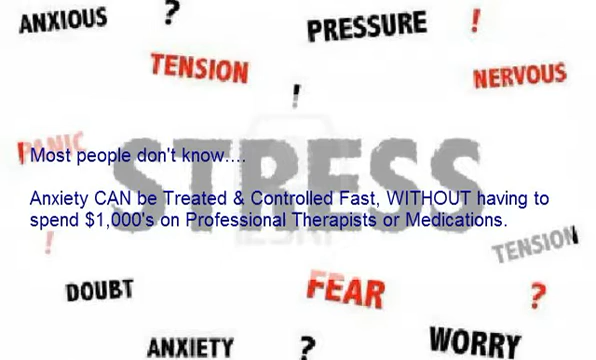 ANXIOUS ? PRESSURE !
TENSION NERVOUS
!
PANIC
STRESS
Most people don't know....
Anxiety CAN be Treated & Controlled Fast, WITHOUT having to
spend $1,000's on Professional Therapists or Medications.
! TENSION
DOUBT FEAR ?
ANXIETY ? WORRY